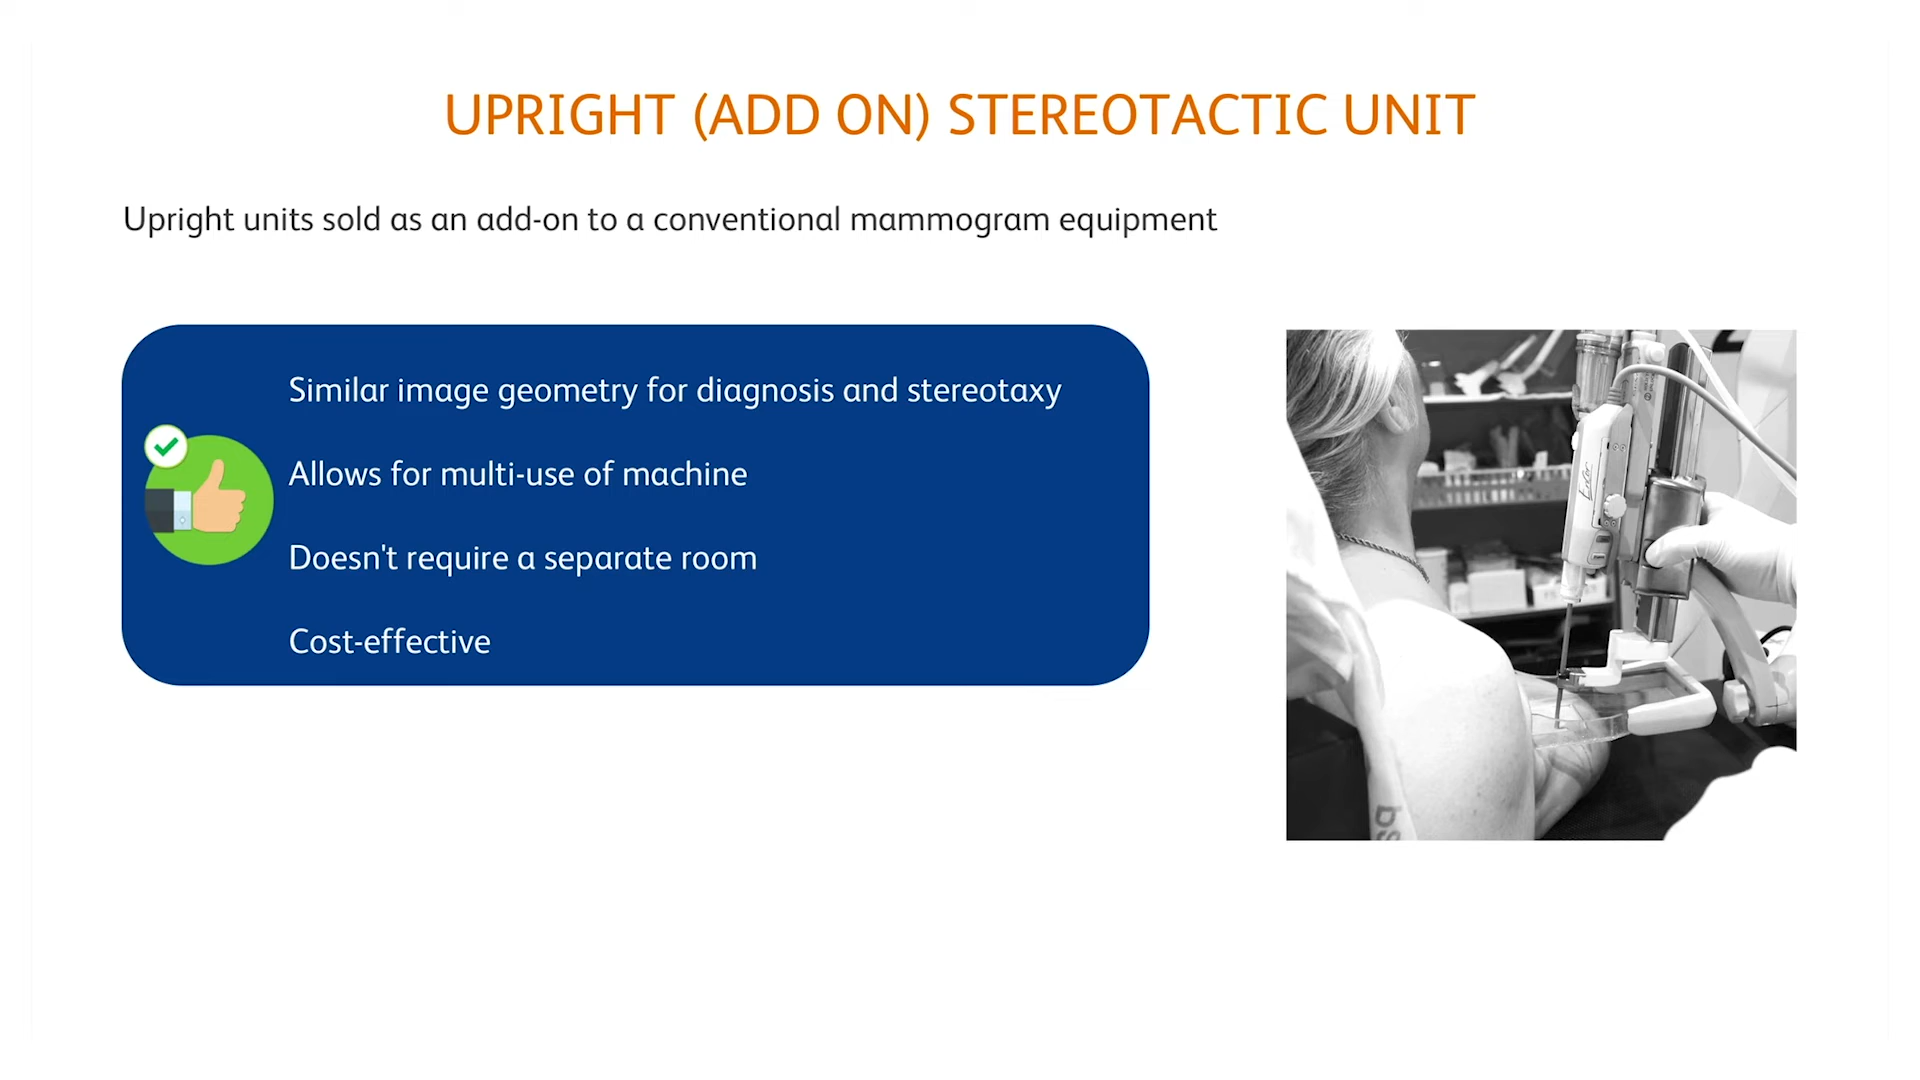 UPRIGHT (ADD ON) STEREOTACTIC UNIT
Upright units sold as an add-on to a conventional mammogram equipment
Similar image geometry for diagnosis and stereotaxy
Allows for multi-use of machine
Doesn't require a separate room
Cost-effective